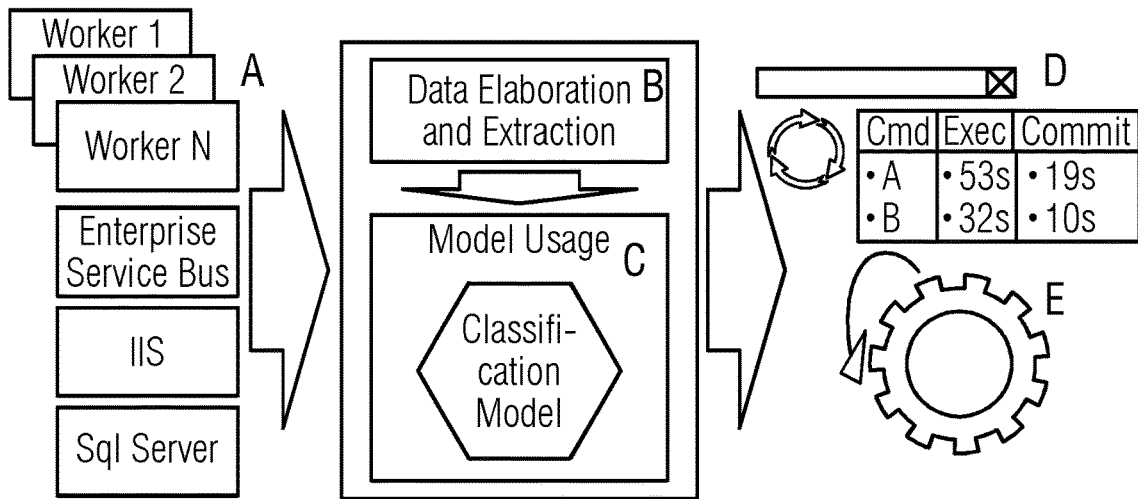 Worker 1
Worker 2
A
Worker N
Enterprise
Service Bus
IIS
Sql Server
Data Elaboration B
and Extraction
Model Usage
C
Classifi-
cation
Model
D
Cmd Exec Commit
• A • 53s • 19s
• B • 32s • 10s
E